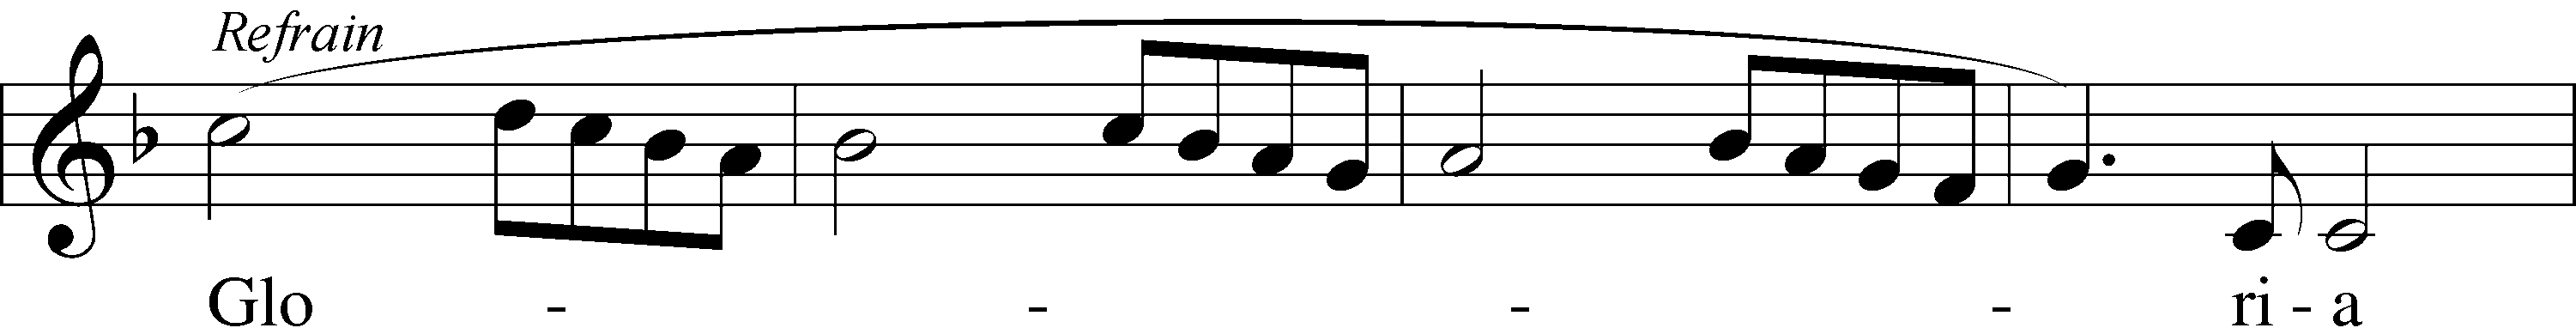 Refrain
Glo - - - - ri - a